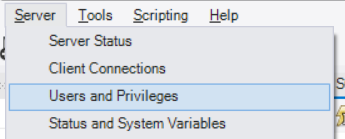 Server Tools Scripting Help
Server Status
Client Connections
Users and Privileges
Status and System Variables